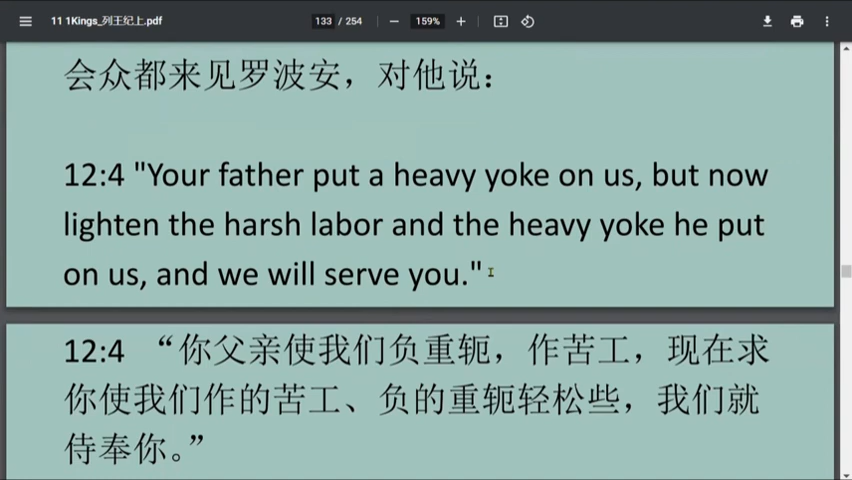 11 1Kings_列王纪上.pdf
133 / 254
159%
会众都来见罗波安，对他说：
12:4 "Your father put a heavy yoke on us, but now
lighten the harsh labor and the heavy yoke he put
on us, and we will serve you."
12:4 “你父亲使我们负重轭，作苦工，现在求
你使我们作的苦工、负的重轭轻松些，我们就
侍奉你。”